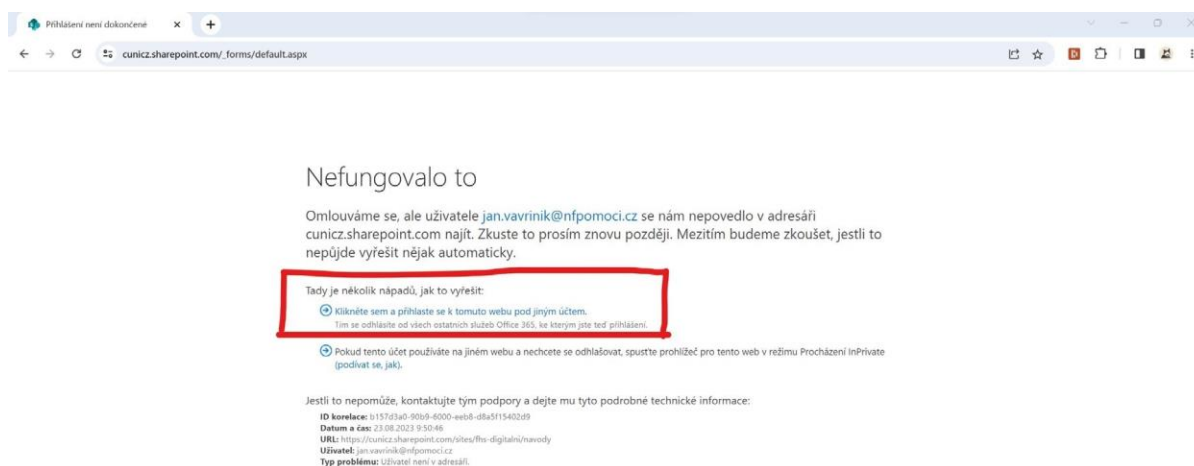 Přihlášení není dokončené
cunicz.sharepoint.com/_forms/default.aspx
Nefungovalo to
Omlouváme se, ale uživatele jan.vavrinik@nfpomoci.cz se nám nepovedlo v adresáři
cunicz.sharepoint.com najít. Zkuste to prosím znovu později. Mezitím budeme zkoušet, jestli to
nepůjde vyřešit nějak automaticky.
Tady je několik nápadů, jak to vyřešit:
Klikněte sem a přihlaste se k tomuto webu pod jiným účtem.
Tím se odhlásíte od všech ostatních služeb Office 365, ke kterým jste teď přihlášení.
Pokud tento účet používáte na jiném webu a nechcete se odhlašovat, spusťte prohlížeč pro tento web v režimu Procházení InPrivate
(podívat se, jak).
Jestli to nepomůže, kontaktujte tým podpory a dejte mu tyto podrobné technické informace:
ID korelace: b157d3a0-90b9-6000-eeb8-d8a5f15402d9
Datum a čas: 23.08.2023 9:50:46
URL: https://cunicz.sharepoint.com/sites/fhs-digitalni/navody
Uživatel: jan.vavrinik@nfpomoci.cz
Typ problému: Uživatel není v adresáři.